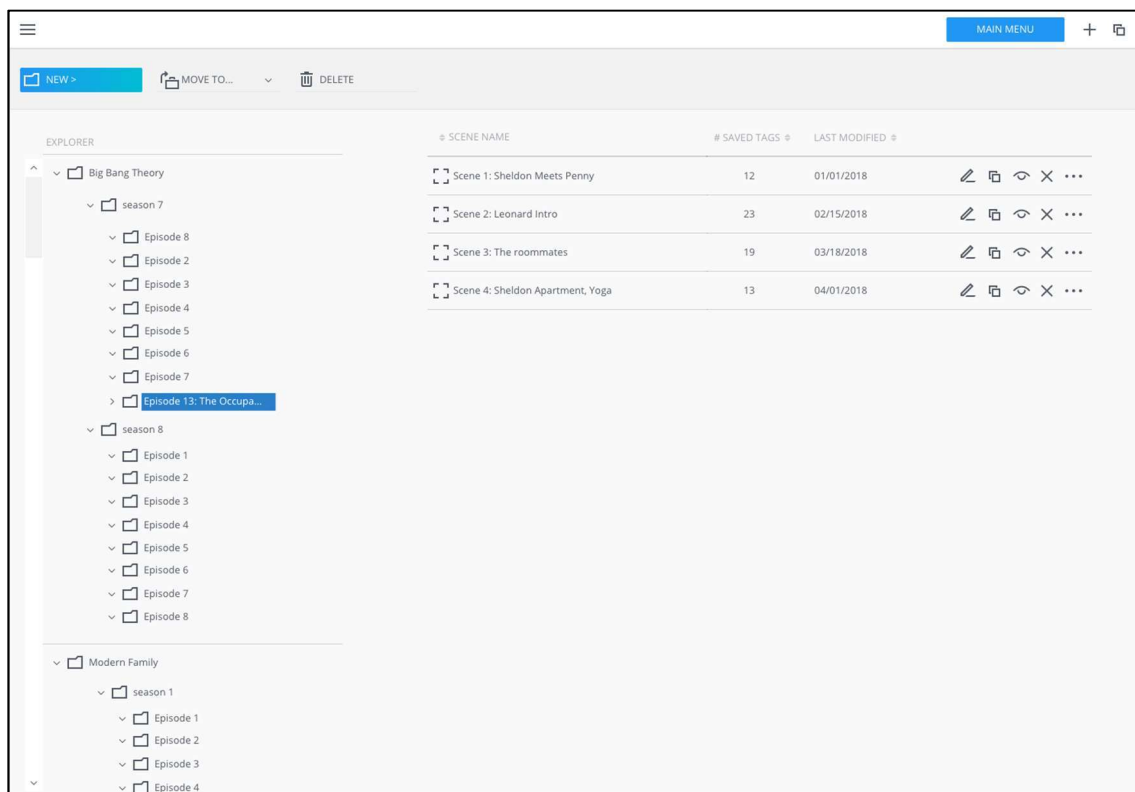 MAIN MENU
NEW >
MOVE TO...
DELETE
EXPLORER
Big Bang Theory
season 7
Episode 8
Episode 2
Episode 3
Episode 4
Episode 5
Episode 6
Episode 7
Episode 13: The Occupa...
season 8
Episode 1
Episode 2
Episode 3
Episode 4
Episode 5
Episode 6
Episode 7
Episode 8
Modern Family
season 1
Episode 1
Episode 2
Episode 3
Episode 4
SCENE NAME # SAVED TAGS LAST MODIFIED
Scene 1: Sheldon Meets Penny 12 01/01/2018
Scene 2: Leonard Intro 23 02/15/2018
Scene 3: The roommates 19 03/18/2018
Scene 4: Sheldon Apartment, Yoga 13 04/01/2018